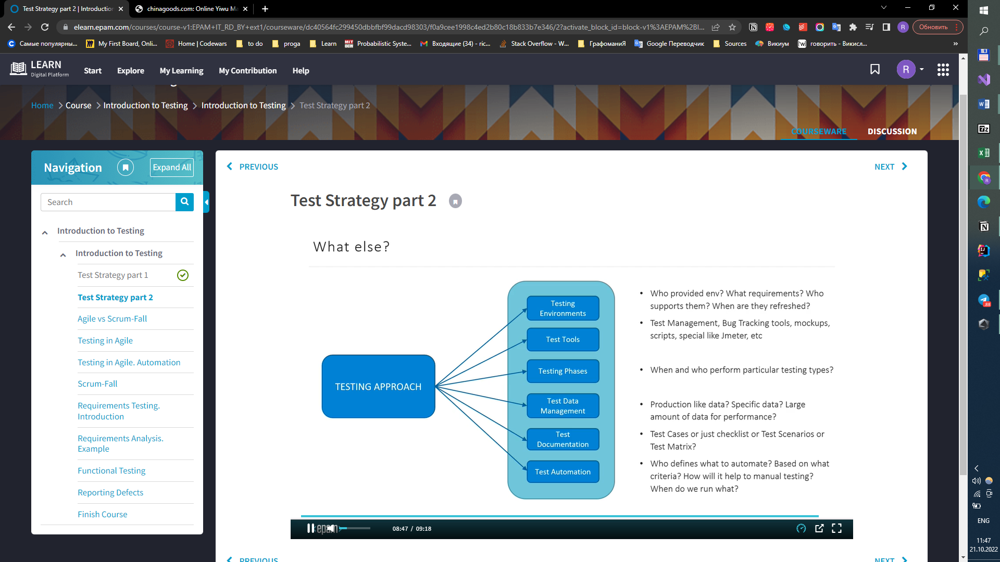 Test Strategy part 2 | Introduction
chinagoods.com: Online Yiwu Ma
elearn.epam.com/courses/course-v1:EPAM+IT_RD_BY+ext1/courseware/dc40564fc299450dbbfbf99dacd98303/f0a9cee1998c4ed2b80c18b833b7e346/2?activate_block_id=block-v1%3AEPAM%2BI...
R
Обновить
Самые популярны...
My First Board, Onli...
Home | Codewars
to do
proga
Learn
MIT OCW
Probabilistic Syste...
Входящие (34) - ric...
Stack Overflow - W...
ГрафоманиЯ
Google Переводчик
Sources
Викиум
говорить - Викисл...
»
LEARN
Digital Platform
Start
Explore
My Learning
My Contribution
Help
R
Home > Course > Introduction to Testing > Introduction to Testing > Test Strategy part 2
COURSEWARE
DISCUSSION
Navigation
Expand All
Search
Introduction to Testing
Introduction to Testing
Test Strategy part 1
Test Strategy part 2
Agile vs Scrum-Fall
Testing in Agile
Testing in Agile. Automation
Scrum-Fall
Requirements Testing.
Introduction
Requirements Analysis.
Example
Functional Testing
Reporting Defects
Finish Course
PREVIOUS
NEXT
Test Strategy part 2
What else?
TESTING APPROACH
Testing
Environments
Test Tools
Testing Phases
Test Data
Management
Test
Documentation
Test Automation
• Who provided env? What requirements? Who
supports them? When are they refreshed?
• Test Management, Bug Tracking tools, mockups,
scripts, special like Jmeter, etc
• When and who perform particular testing types?
• Production like data? Specific data? Large
amount of data for performance?
• Test Cases or just checklist or Test Scenarios or
Test Matrix?
• Who defines what to automate? Based on what
criteria? How will it help to manual testing?
When do we run what?
epam
08:47 / 09:18
PREVIOUS
NEXT
7z
88
ENG
11:47
21.10.2022